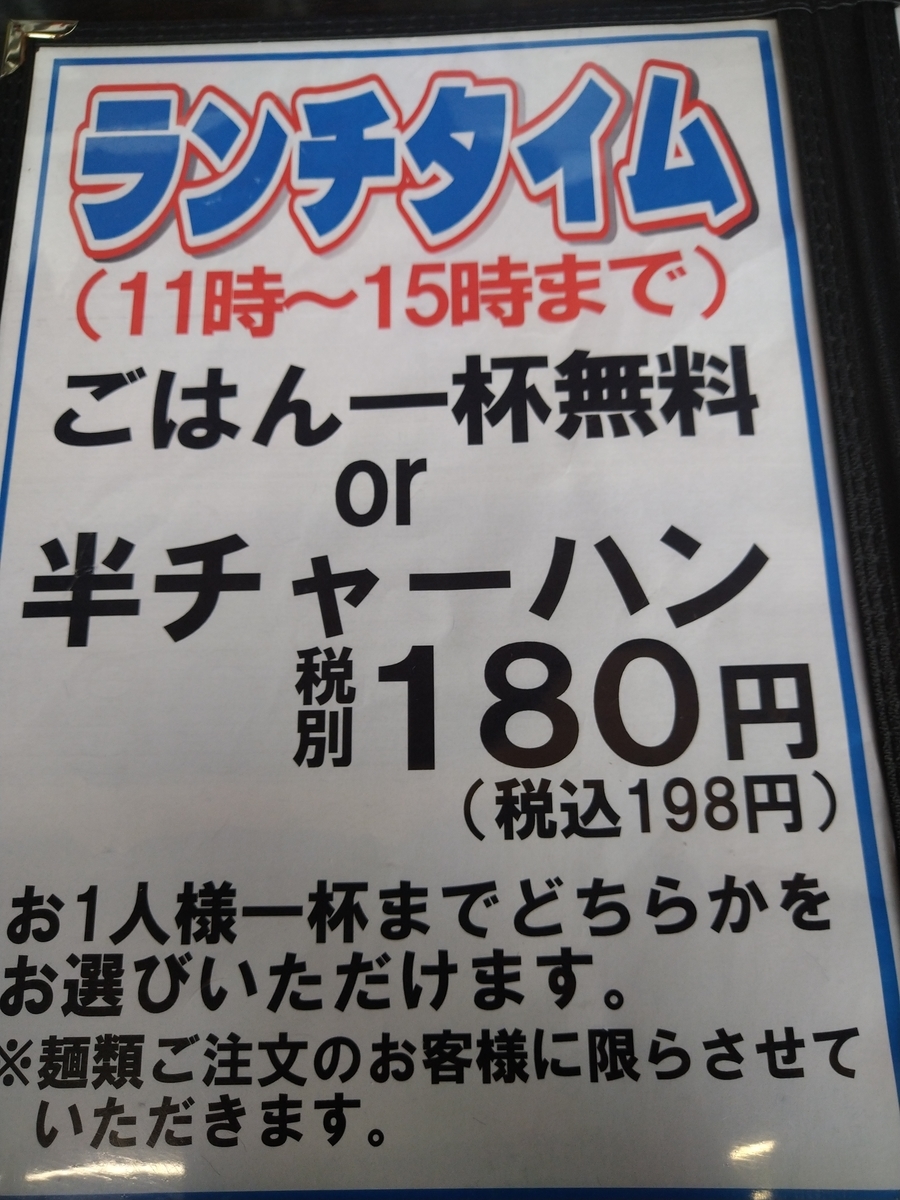 ランチタイム
（11時～15時まで）
ごはん一杯無料
or
半チャーハン
税別180円
（税込198円）
お1人様一杯までどちらかを
お選びいただけます。
※麺類ご注文のお客様に限らさせて
いただきます。